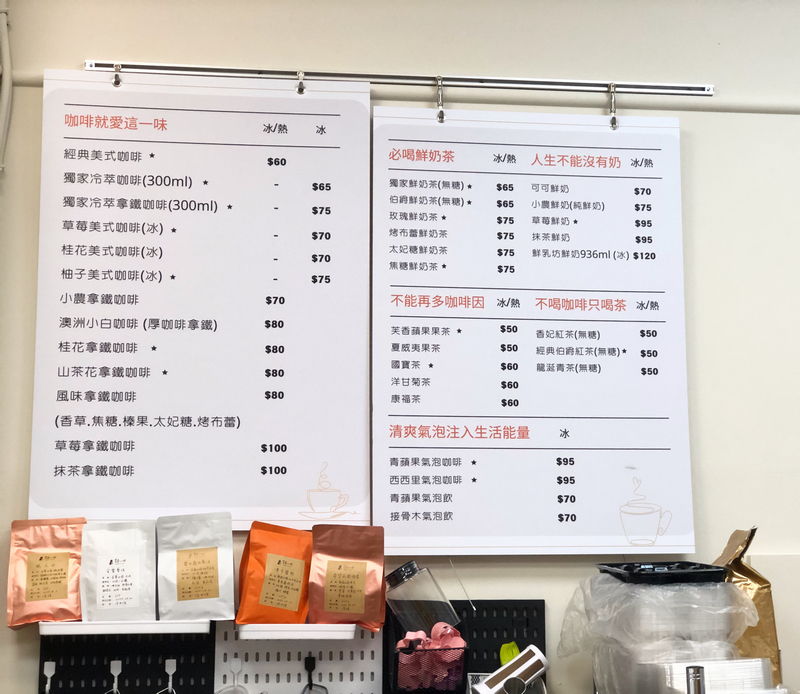 咖啡就愛這一味 冰/熱 冰
經典美式咖啡 ★ $60
獨家冷萃咖啡(300ml) ★ - $65
獨家冷萃拿鐵咖啡(300ml) ★ - $75
草莓美式咖啡(冰) ★ - $70
桂花美式咖啡(冰) - $70
柚子美式咖啡(冰) ★ - $75
小農拿鐵咖啡 $70
澳洲小白咖啡 (厚咖啡拿鐵) $80
桂花拿鐵咖啡 ★ $80
山茶花拿鐵咖啡 ★ $80
風味拿鐵咖啡 $80
(香草.焦糖.榛果.太妃糖.烤布蕾)
草莓拿鐵咖啡 $100
抹茶拿鐵咖啡 $100
必喝鮮奶茶 冰/熱
獨家鮮奶茶(無糖) ★ $65
伯爵鮮奶茶(無糖) ★ $65
玫瑰鮮奶茶 ★ $75
烤布蕾鮮奶茶 $75
太妃糖鮮奶茶 $75
焦糖鮮奶茶 ★ $75
人生不能沒有奶 冰/熱
可可鮮奶 $70
小農鮮奶(純鮮奶) $75
草莓鮮奶 ★ $95
抹茶鮮奶 $95
鮮乳坊鮮奶936ml (冰) $120
不能再多咖啡因 冰/熱
芙香蘋果果茶 ★ $50
夏威夷果茶 $50
國寶茶 ★ $60
洋甘菊茶 $60
康福茶 $60
不喝咖啡只喝茶 冰/熱
香妃紅茶(無糖) $50
經典伯爵紅茶(無糖) ★ $50
龍涎青茶(無糖) $50
清爽氣泡注入生活能量 冰
青蘋果氣泡咖啡 ★ $95
西西里氣泡咖啡 ★ $95
青蘋果氣泡飲 $70
接骨木氣泡飲 $70